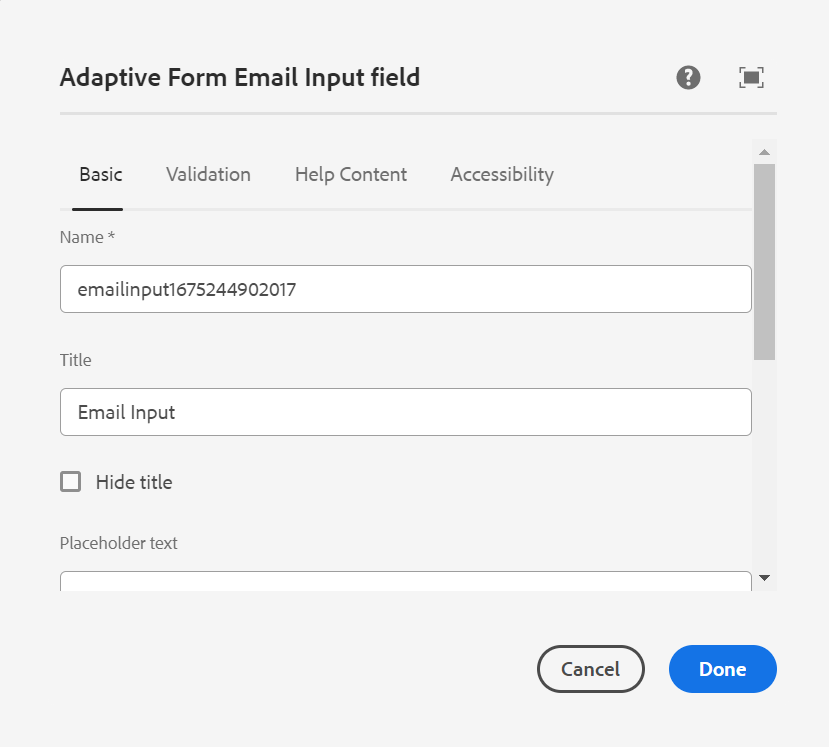 Adaptive Form Email Input field
Basic Validation Help Content Accessibility
Name *
emailinput1675244902017
Title
Email Input
Hide title
Placeholder text
Cancel Done